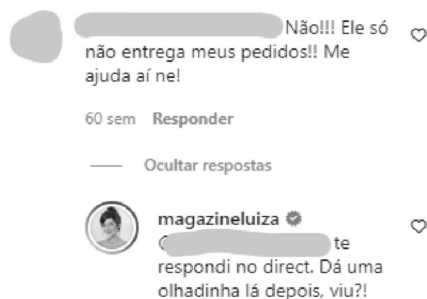 Não!!! Ele só
não entrega meus pedidos!! Me
ajuda aí ne!
60 sem Responder
Ocultar respostas
magazineluiza
te
respondi no direct. Dá uma
olhadinha lá depois, viu?!